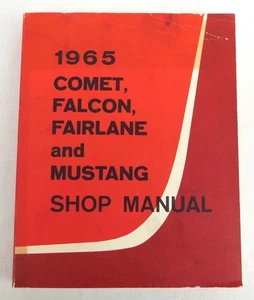 1965
COMET,
FALCON,
FAIRLANE
and
MUSTANG
SHOP MANUAL